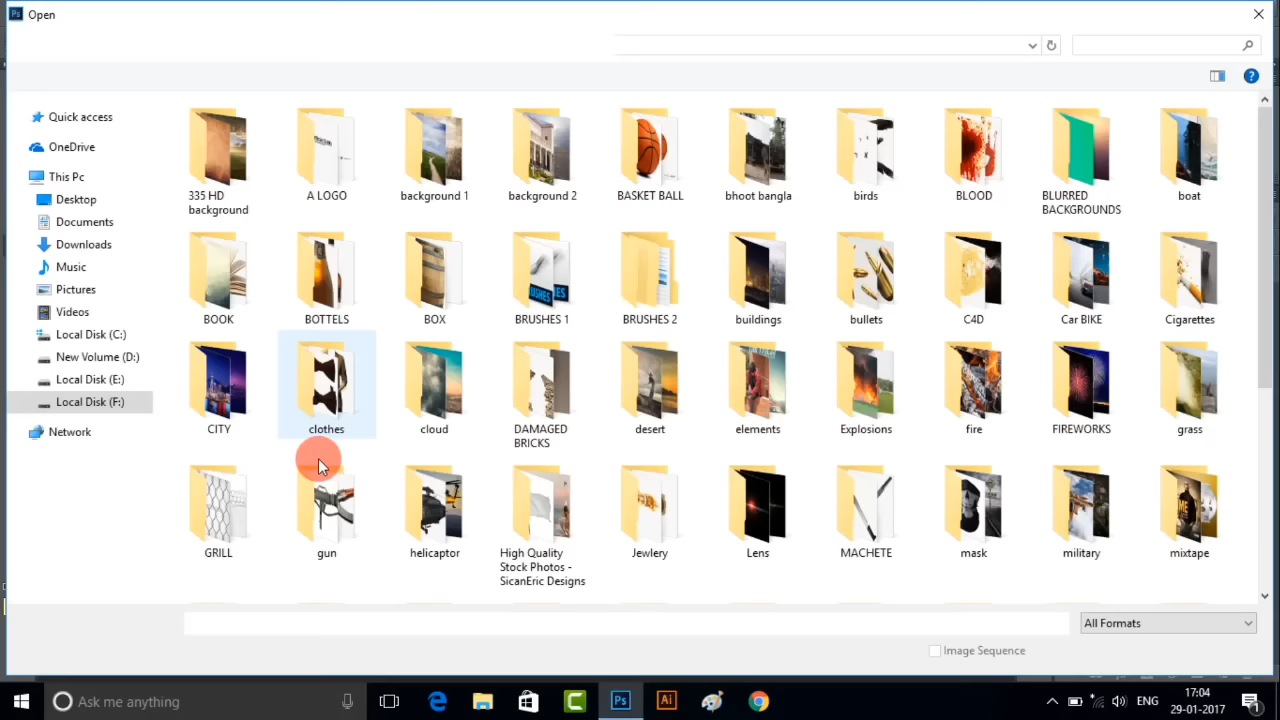 Ps Open
Quick access
OneDrive
This Pc
Desktop
Documents
Downloads
Music
Pictures
Videos
Local Disk (C:)
New Volume (D:)
Local Disk (E:)
Local Disk (F:)
Network
335 HD
background
A LOGO
background 1
background 2
BASKET BALL
bhoot bangla
birds
BLOOD
BLURRED
BACKGROUNDS
boat
BOOK
BOTTELS
BOX
BRUSHES 1
BRUSHES 2
buildings
bullets
C4D
Car BIKE
Cigarettes
CITY
clothes
cloud
DAMAGED
BRICKS
desert
elements
Explosions
fire
FIREWORKS
grass
GRILL
gun
helicaptor
High Quality
Stock Photos -
SicanEric Designs
Jewlery
Lens
MACHETE
mask
military
mixtape
All Formats
Image Sequence
Ask me anything
Ps
Ai
ENG
17:04
29-01-2017
1